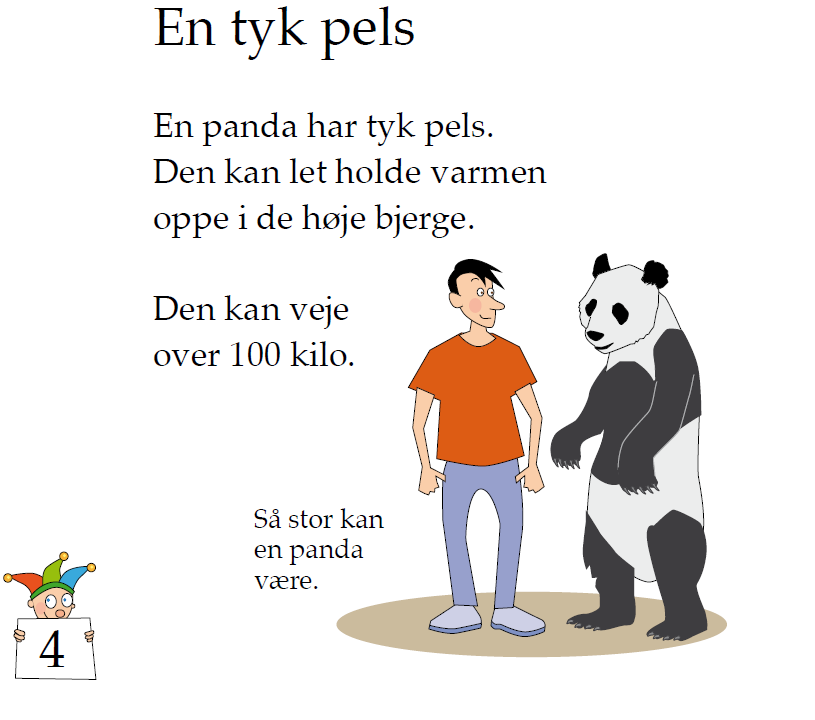 En tyk pels
En panda har tyk pels.
Den kan let holde varmen
oppe i de høje bjerge.
Den kan veje
over 100 kilo.
Så stor kan
en panda
være.
4